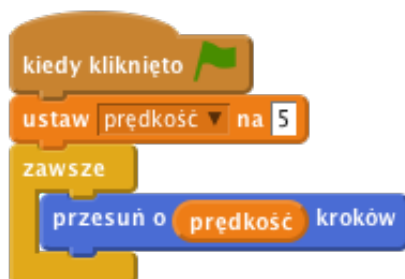 kiedy kliknięto
ustaw prędkość na 5
zawsze
przesuń o prędkość kroków